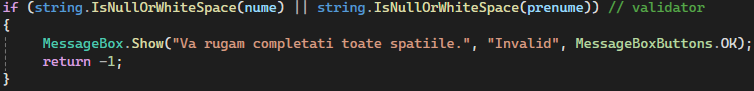 if (string.IsNullOrWhiteSpace(nume) || string.IsNullOrWhiteSpace(prenume)) // validator
{
MessageBox.Show("Va rugam completati toate spatiile.", "Invalid", MessageBoxButtons.OK);
return -1;
}